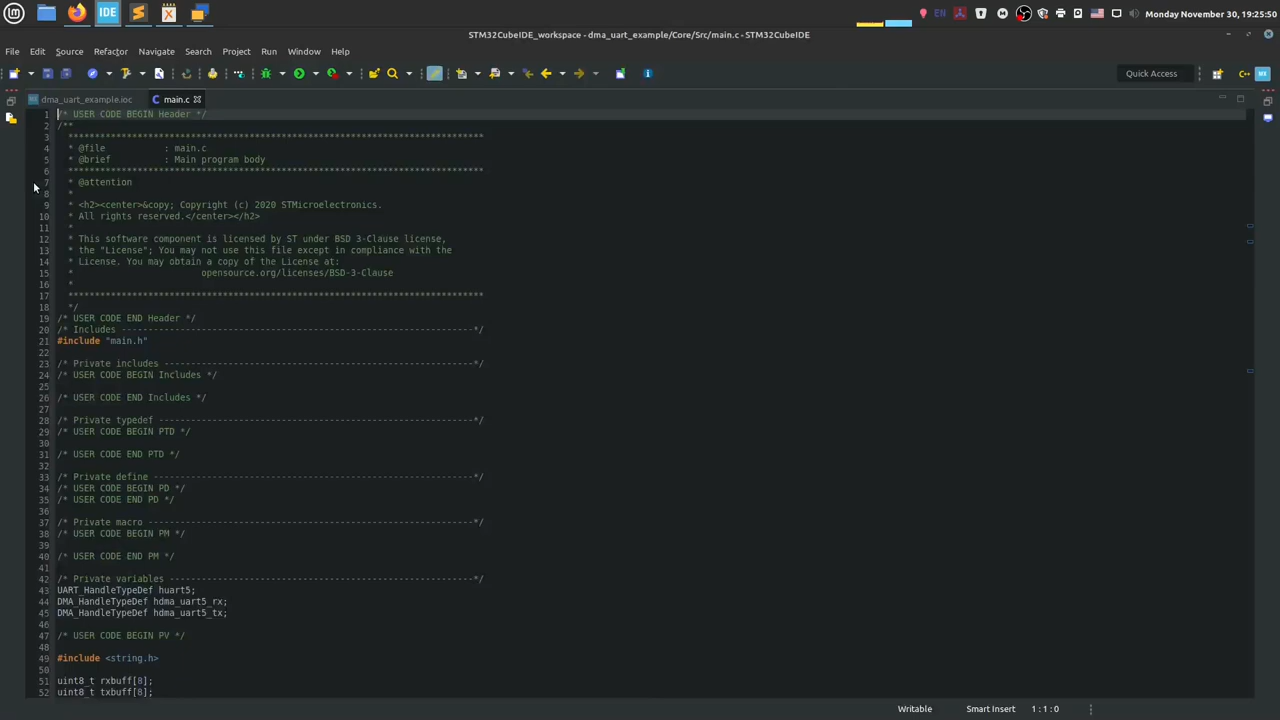 IDE
EN
Monday November 30, 19:25:50
STM32CubeIDE_workspace - dma_uart_example/Core/Src/main.c - STM32CubeIDE
File Edit Source Refactor Navigate Search Project Run Window Help
Quick Access
MX dma_uart_example.ioc
C main.c
1 /* USER CODE BEGIN Header */
2 /**
3 ******************************************************************************
4 * @file : main.c
5 * @brief : Main program body
6 ******************************************************************************
7 * @attention
8 *
9 * <h2><center>&copy; Copyright (c) 2020 STMicroelectronics.
10 * All rights reserved.</center></h2>
11 *
12 * This software component is licensed by ST under BSD 3-Clause license,
13 * the "License"; You may not use this file except in compliance with the
14 * License. You may obtain a copy of the License at:
15 * opensource.org/licenses/BSD-3-Clause
16 *
17 ******************************************************************************
18 */
19 /* USER CODE END Header */
20 /* Includes ------------------------------------------------------------------*/
21 #include "main.h"
22
23 /* Private includes ----------------------------------------------------------*/
24 /* USER CODE BEGIN Includes */
25
26 /* USER CODE END Includes */
27
28 /* Private typedef -----------------------------------------------------------*/
29 /* USER CODE BEGIN PTD */
30
31 /* USER CODE END PTD */
32
33 /* Private define ------------------------------------------------------------*/
34 /* USER CODE BEGIN PD */
35 /* USER CODE END PD */
36
37 /* Private macro -------------------------------------------------------------*/
38 /* USER CODE BEGIN PM */
39
40 /* USER CODE END PM */
41
42 /* Private variables ---------------------------------------------------------*/
43 UART_HandleTypeDef huart5;
44 DMA_HandleTypeDef hdma_uart5_rx;
45 DMA_HandleTypeDef hdma_uart5_tx;
46
47 /* USER CODE BEGIN PV */
48
49 #include <string.h>
50
51 uint8_t rxbuff[8];
52 uint8_t txbuff[8];
Writable Smart Insert 1 : 1 : 0